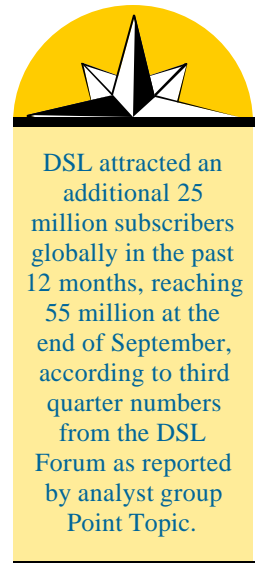 DSL attracted an
additional 25
million subscribers
globally in the past
12 months, reaching
55 million at the
end of September,
according to third
quarter numbers
from the DSL
Forum as reported
by analyst group
Point Topic.